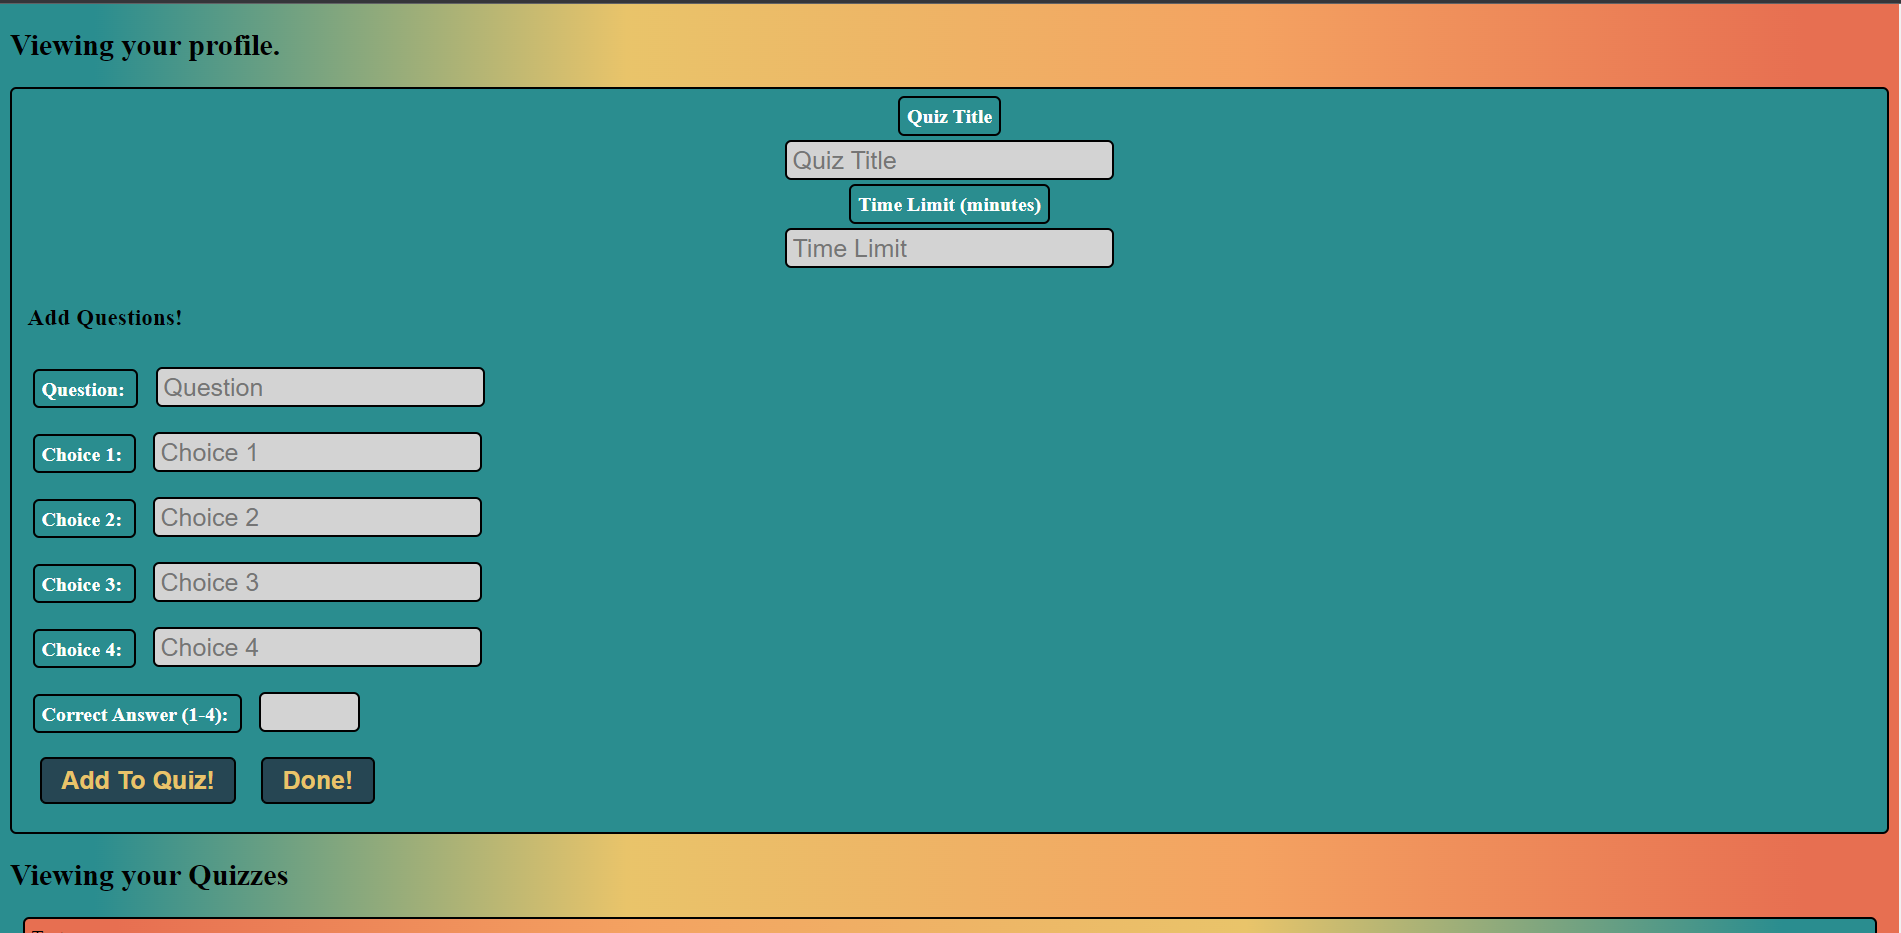 Viewing your profile.
Quiz Title
Quiz Title
Time Limit (minutes)
Time Limit
Add Questions!
Question: Question
Choice 1: Choice 1
Choice 2: Choice 2
Choice 3: Choice 3
Choice 4: Choice 4
Correct Answer (1-4):
Add To Quiz! Done!
Viewing your Quizzes